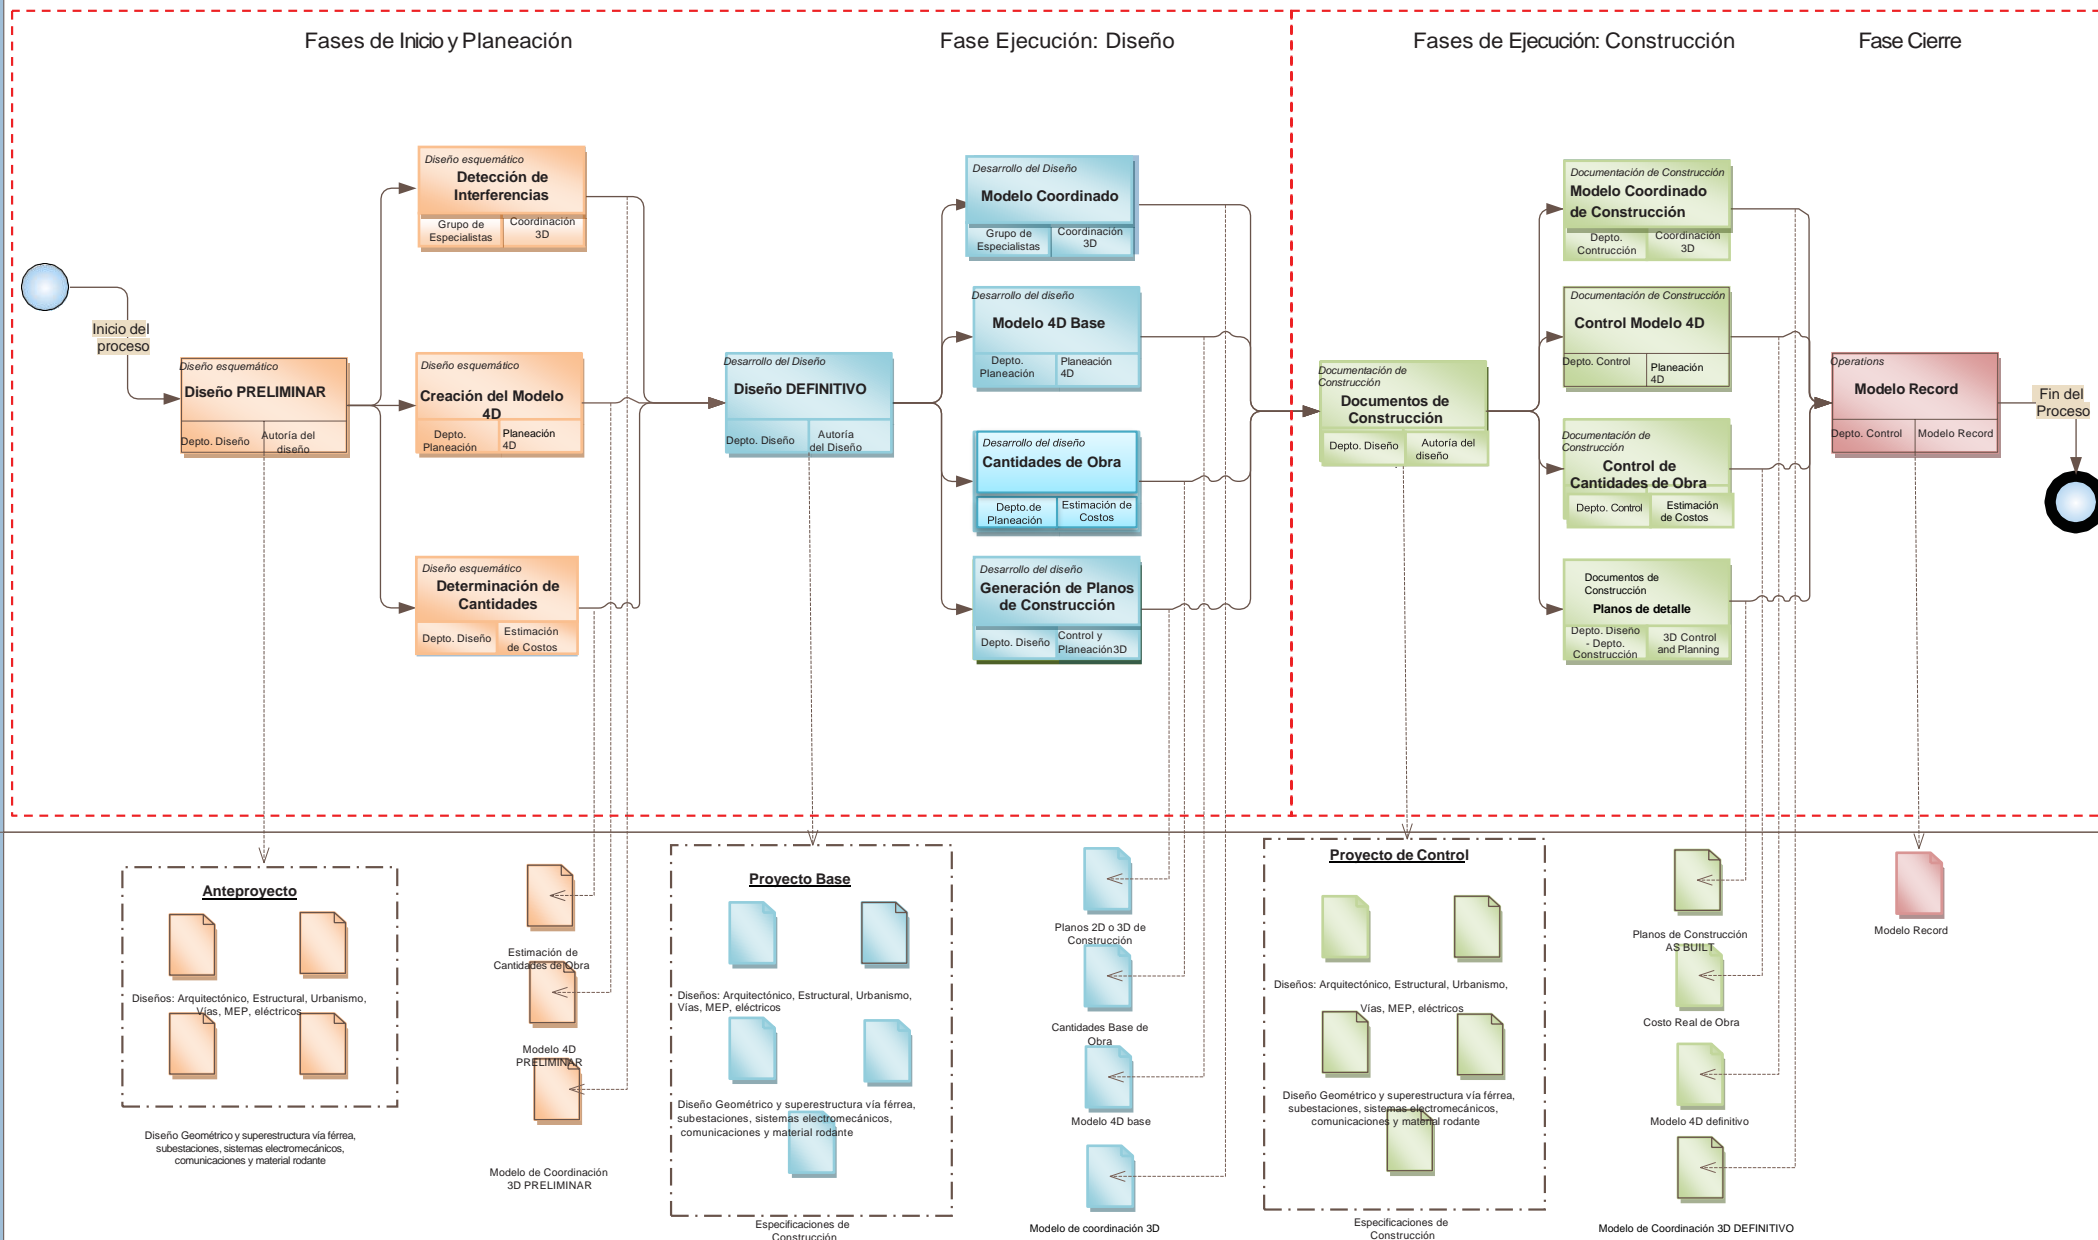 Fases de Inicio y Planeación
Fase Ejecución: Diseño
Fases de Ejecución: Construcción
Fase Cierre
Inicio del
proceso
Diseño esquemático
Diseño PRELIMINAR
Depto. Diseño
Autoría del
diseño
Diseño esquemático
Detección de
Interferencias
Grupo de
Especialistas
Coordinación
3D
Diseño esquemático
Creación del Modelo
4D
Depto.
Planeación
Planeación
4D
Diseño esquemático
Determinación de
Cantidades
Depto. Diseño
Estimación
de Costos
Desarrollo del Diseño
Diseño DEFINITIVO
Depto. Diseño
Autoría
del Diseño
Desarrollo del Diseño
Modelo Coordinado
Grupo de
Especialistas
Coordinación
3D
Desarrollo del diseño
Modelo 4D Base
Depto.
Planeación
Planeación
4D
Desarrollo del diseño
Cantidades de Obra
Depto.de
Planeación
Estimación de
Costos
Desarrollo del diseño
Generación de Planos
de Construcción
Depto. Diseño
Control y
Planeación3D
Documentación de
Construcción
Documentos de
Construcción
Depto. Diseño
Autoría del
diseño
Documentación de Construcción
Modelo Coordinado
de Construcción
Depto.
Contrucción
Coordinación
3D
Documentación de Construcción
Control Modelo 4D
Depto. Control
Planeación
4D
Documentación de
Construcción
Control de
Cantidades de Obra
Depto. Control
Estimación
de Costos
Documentos de
Construcción
Planos de detalle
Depto. Diseño
- Depto.
Construcción
3D Control
and Planning
Operations
Modelo Record
Depto. Control
Modelo Record
Fin del
Proceso
Anteproyecto
Diseños: Arquitectónico, Estructural, Urbanismo,
Vías, MEP, eléctricos
Diseño Geométrico y superestructura vía férrea,
subestaciones, sistemas electromecánicos,
comunicaciones y material rodante
Estimación de
Cantidades de Obra
Modelo 4D
PRELIMINAR
Modelo de Coordinación
3D PRELIMINAR
Proyecto Base
Diseños: Arquitectónico, Estructural, Urbanismo,
Vías, MEP, eléctricos
Diseño Geométrico y superestructura vía férrea,
subestaciones, sistemas electromecánicos,
comunicaciones y material rodante
Especificaciones de
Construcción
Planos 2D o 3D de
Construcción
Cantidades Base de
Obra
Modelo 4D base
Modelo de coordinación 3D
Proyecto de Control
Diseños: Arquitectónico, Estructural, Urbanismo,
Vías, MEP, eléctricos
Diseño Geométrico y superestructura vía férrea,
subestaciones, sistemas electromecánicos,
comunicaciones y material rodante
Especificaciones de
Construcción
Planos de Construcción
AS BUILT
Costo Real de Obra
Modelo 4D definitivo
Modelo de Coordinación 3D DEFINITIVO
Modelo Record